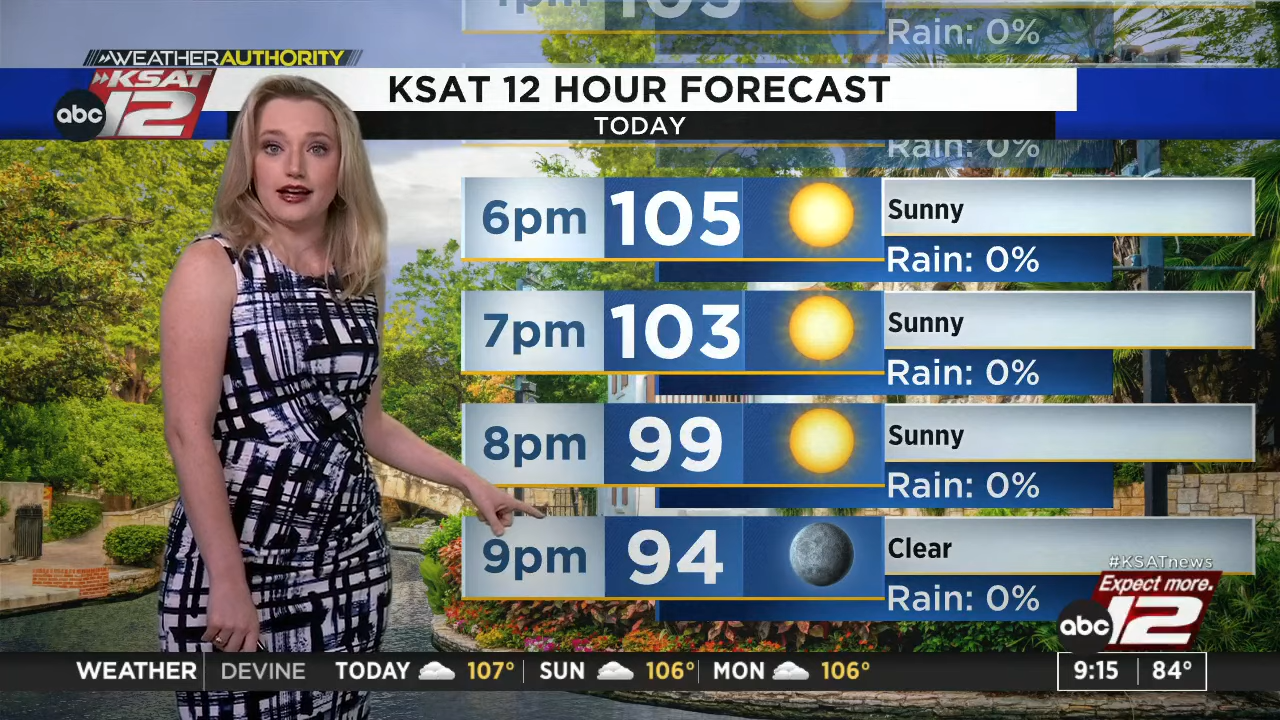 105
Rain: 0%
WEATHERAUTHORITY
KSAT
abc 12
KSAT 12 HOUR FORECAST
TODAY
Rain: 0%
6pm 105 Sunny
Rain: 0%
7pm 103 Sunny
Rain: 0%
8pm 99 Sunny
Rain: 0%
9pm 94 Clear
Rain: 0%
#KSATnews
Expect more.
abc 12
WEATHER DEVINE TODAY 107° SUN 106° MON 106° 9:15 84°